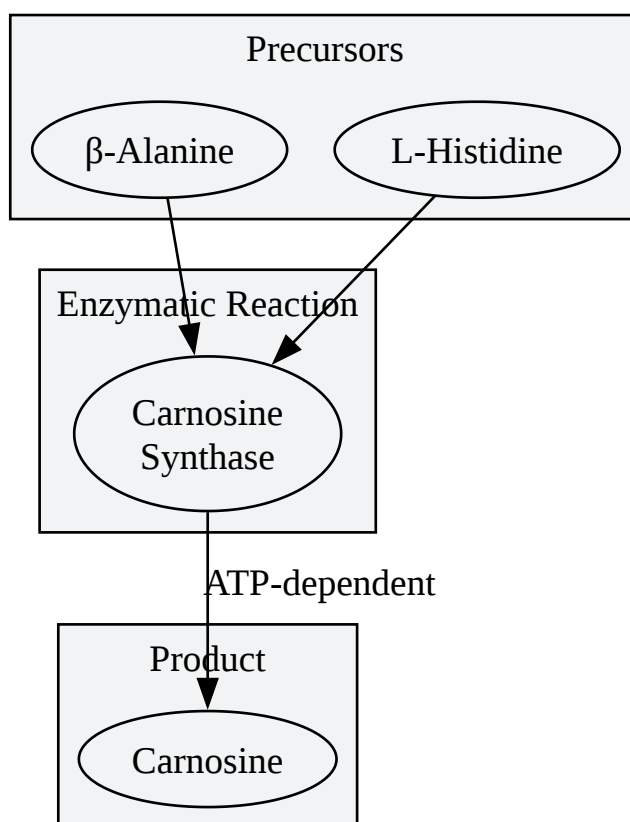 Precursors
β-Alanine
L-Histidine
Enzymatic Reaction
Carnosine
Synthase
ATP-dependent
Product
Carnosine